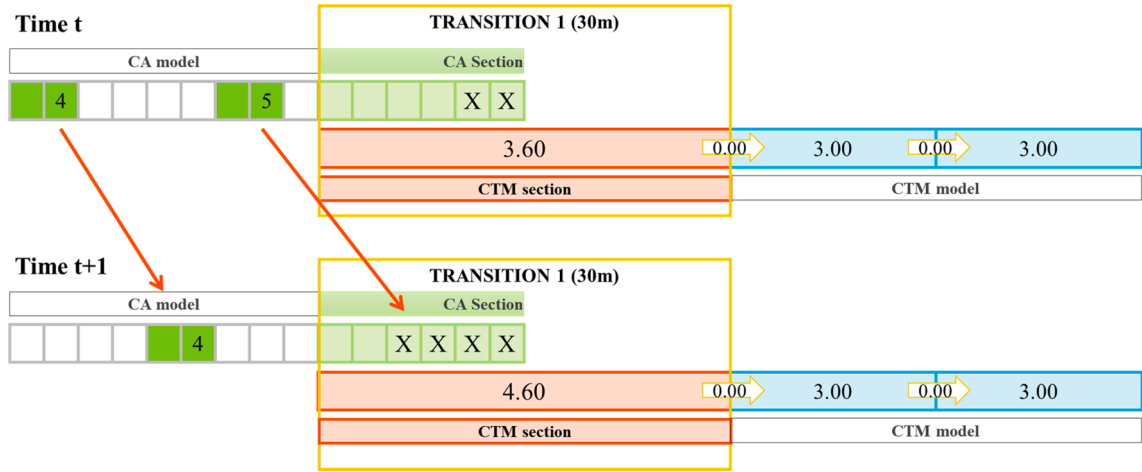 Time t
TRANSITION 1 (30m)
CA model
CA Section
4
5
X
X
3.60
0.00
3.00
0.00
3.00
CTM section
CTM model
Time t+1
TRANSITION 1 (30m)
CA model
CA Section
4
X
X
X
X
4.60
0.00
3.00
0.00
3.00
CTM section
CTM model